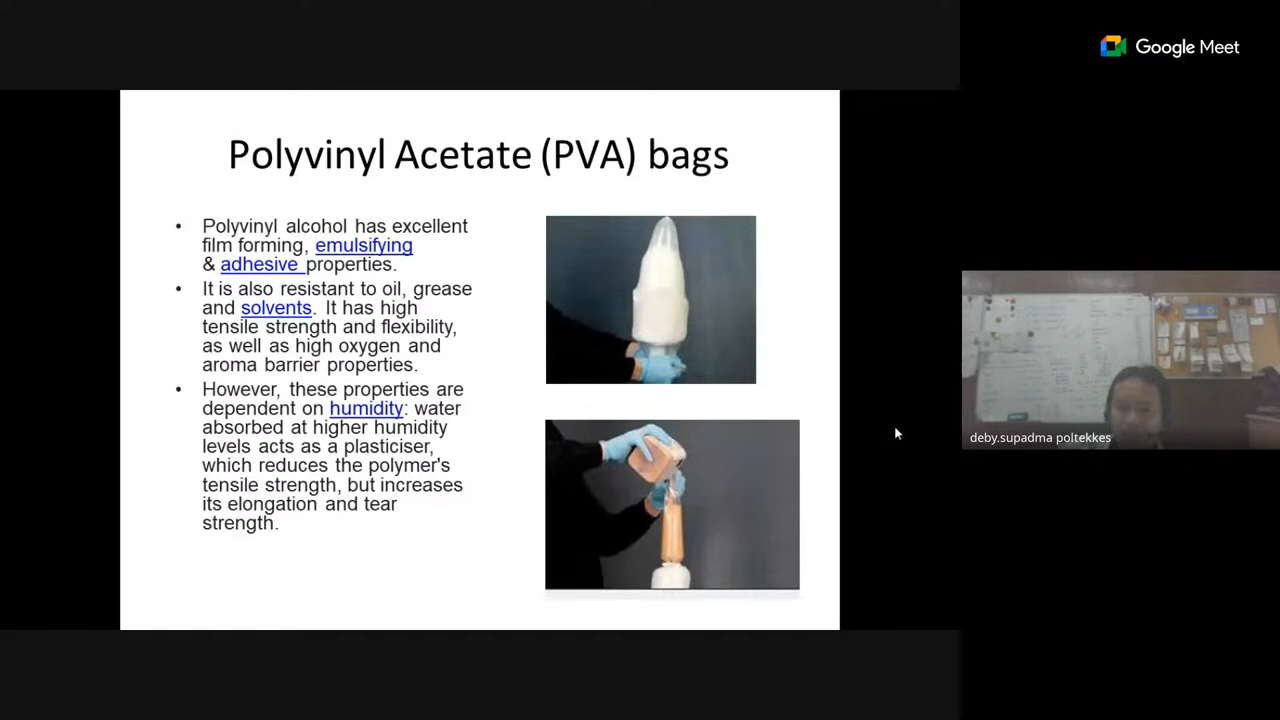 Google Meet
Polyvinyl Acetate (PVA) bags
• Polyvinyl alcohol has excellent
film forming, emulsifying
& adhesive properties.
• It is also resistant to oil, grease
and solvents. It has high
tensile strength and flexibility,
as well as high oxygen and
aroma barrier properties.
• However, these properties are
dependent on humidity: water
absorbed at higher humidity
levels acts as a plasticiser,
which reduces the polymer's
tensile strength, but increases
its elongation and tear
strength.
deby.supadma poltekkes